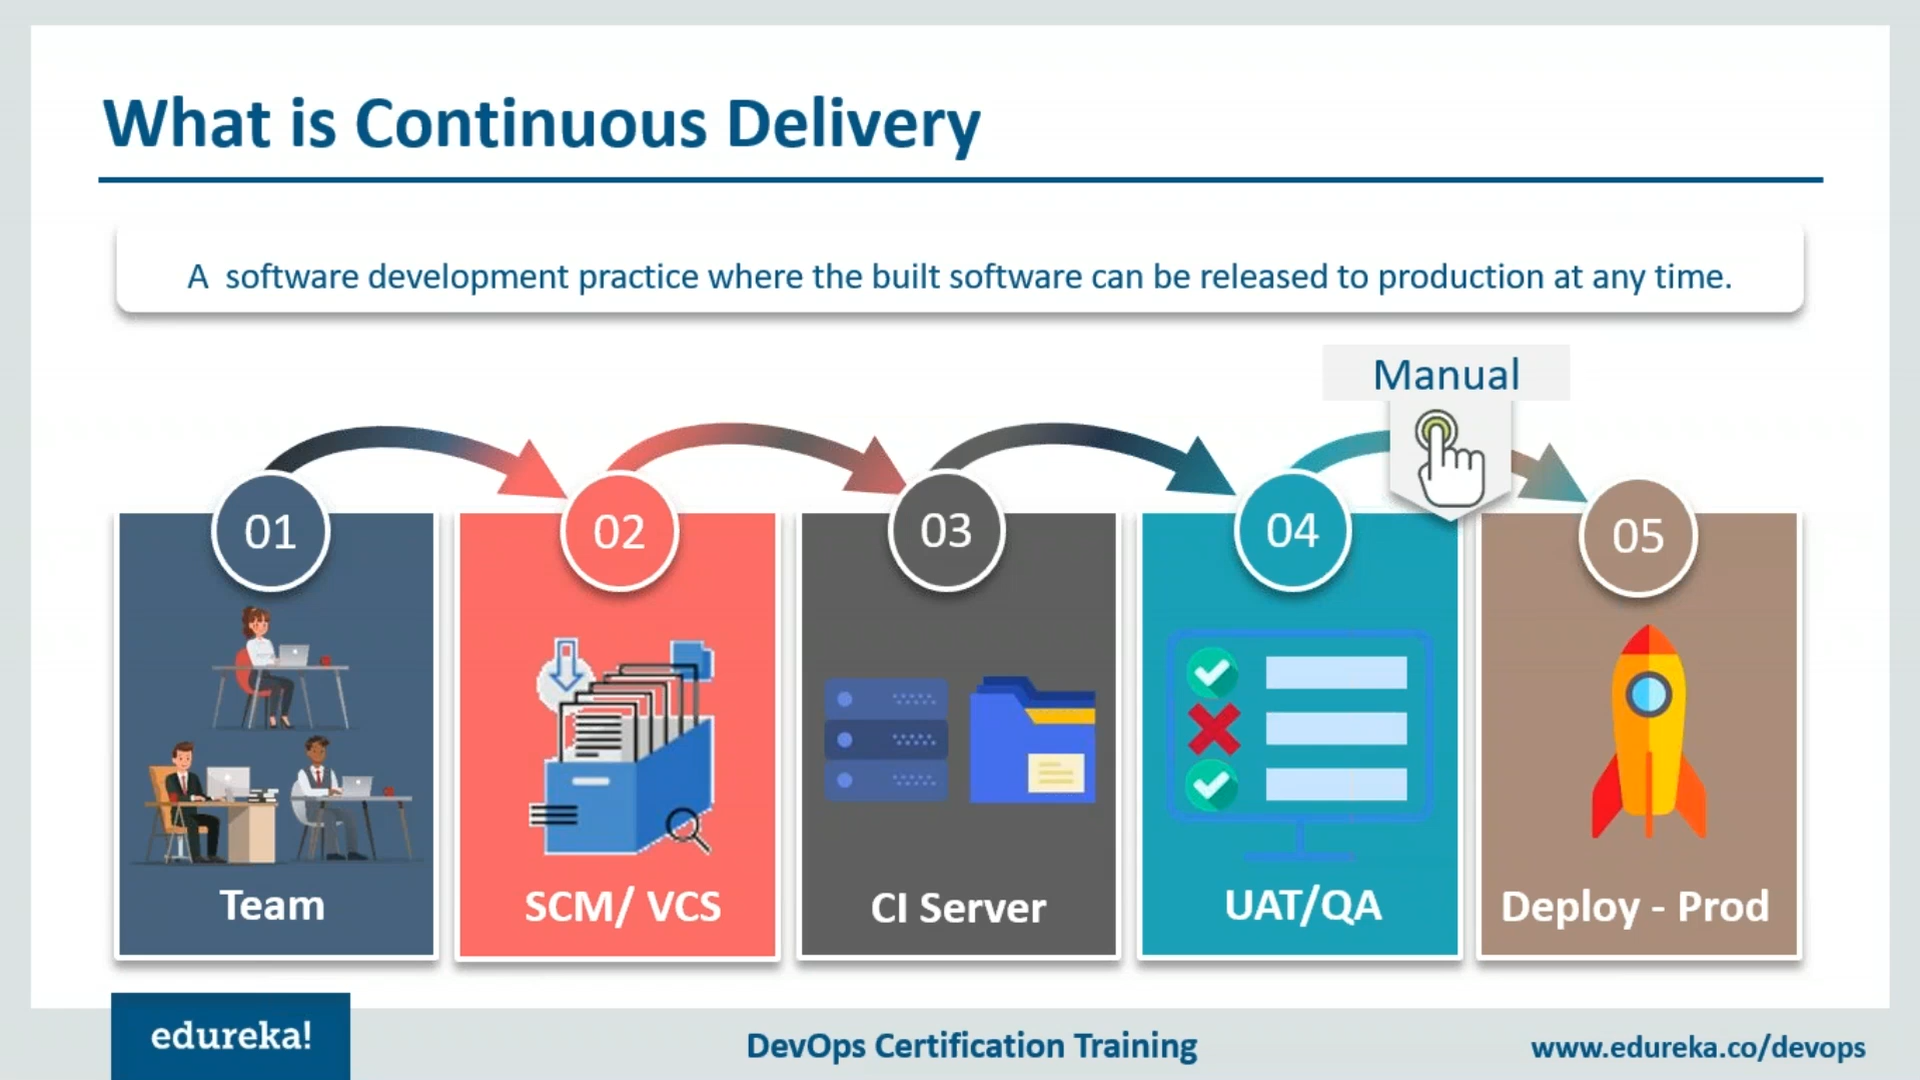 What is Continuous Delivery
A software development practice where the built software can be released to production at any time.
Manual
01
02
03
04
05
Team
SCM/ VCS
CI Server
UAT/QA
Deploy - Prod
edureka!
DevOps Certification Training
www.edureka.co/devops